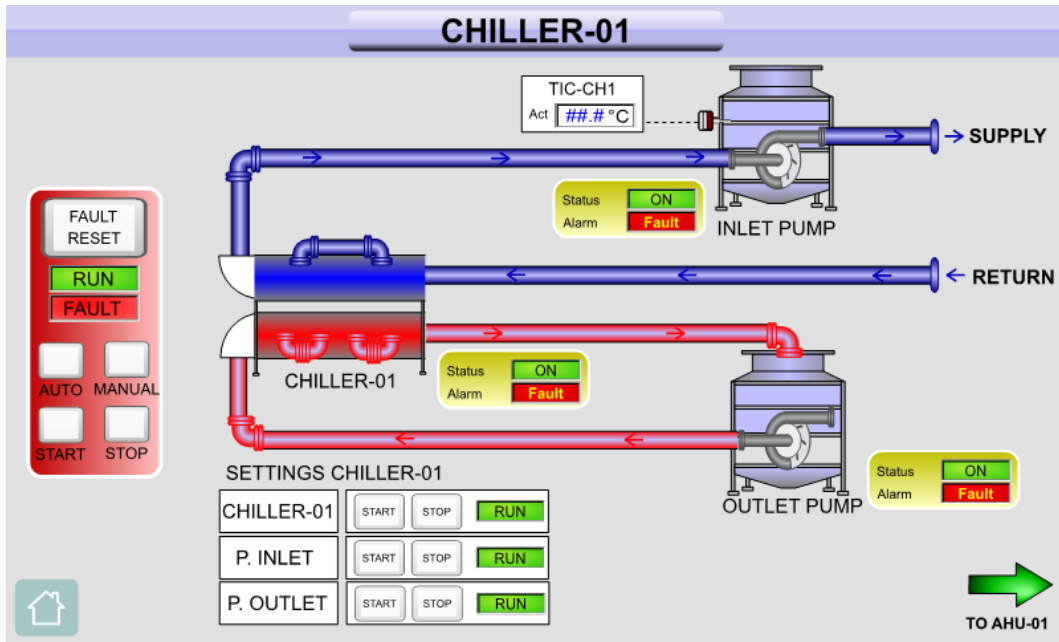 CHILLER-01
TIC-CH1
Act ##.# °C
SUPPLY
Status ON
Alarm Fault
INLET PUMP
FAULT
RESET
RUN
FAULT
AUTO MANUAL
START STOP
RETURN
CHILLER-01
Status ON
Alarm Fault
Status ON
Alarm Fault
OUTLET PUMP
SETTINGS CHILLER-01
CHILLER-01 START STOP RUN
P. INLET START STOP RUN
P. OUTLET START STOP RUN
TO AHU-01